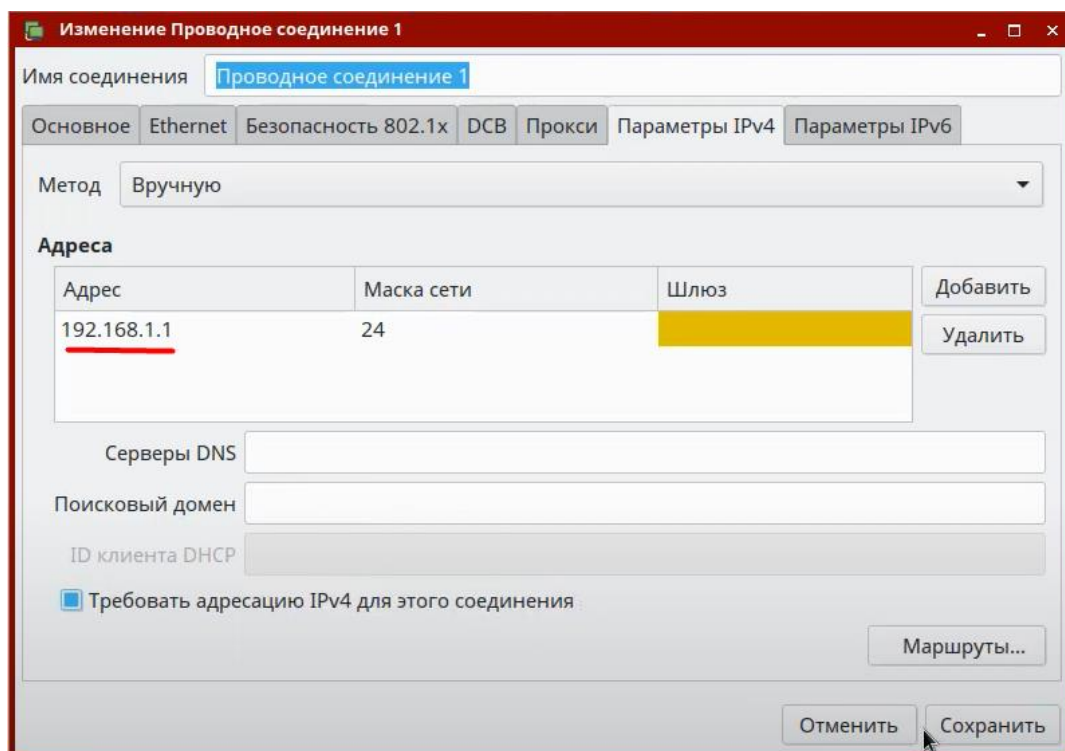 Изменение Проводное соединение 1
Имя соединения Проводное соединение 1
Основное Ethernet Безопасность 802.1x DCB Прокси Параметры IPv4 Параметры IPv6
Метод Вручную
Адреса
Адрес Маска сети Шлюз Добавить
192.168.1.1 24 Удалить
Серверы DNS
Поисковый домен
ID клиента DHCP
Требовать адресацию IPv4 для этого соединения
Маршруты...
Отменить Сохранить